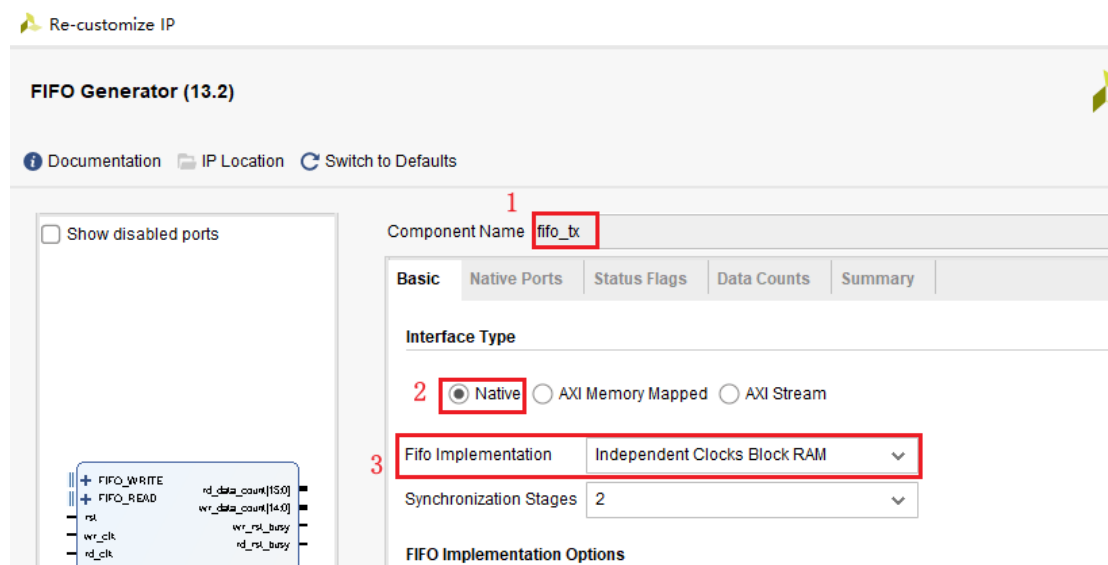 Re-customize IP
FIFO Generator (13.2)
Documentation IP Location Switch to Defaults
1
Show disabled ports
Component Name fifo_tx
Basic Native Ports Status Flags Data Counts Summary
Interface Type
2 Native AXI Memory Mapped AXI Stream
3 Fifo Implementation Independent Clocks Block RAM
Synchronization Stages 2
FIFO Implementation Options
+ FIFO_WRITE
+ FIFO_READ
rst
wr_clk
rd_clk
rd_data_count[15:0]
wr_data_count[14:0]
wr_rst_busy
rd_rst_busy